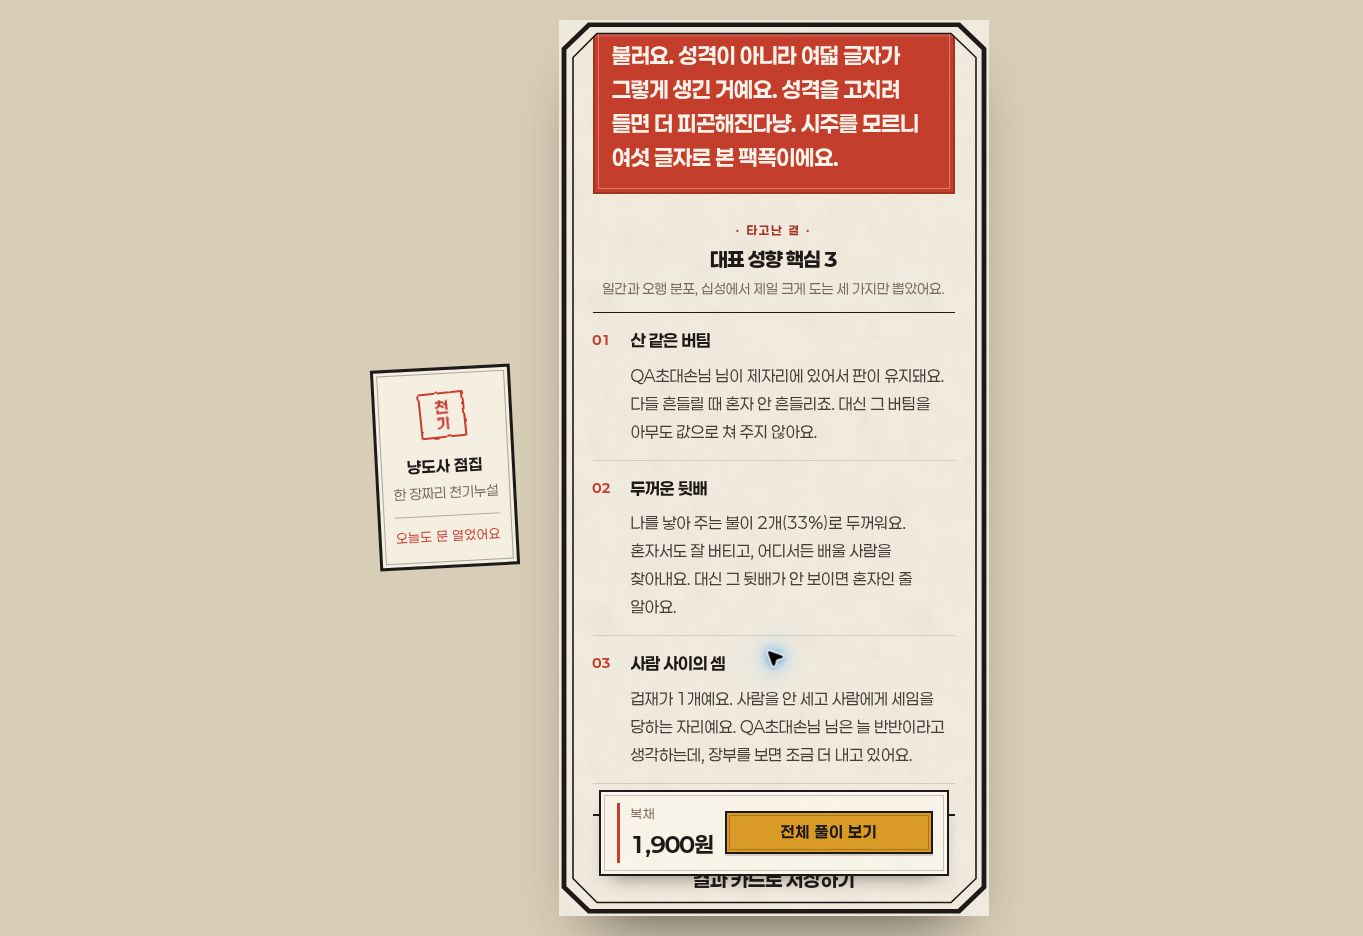 불러요. 성격이 아니라 여덟 글자가
그렇게 생긴 거예요. 성격을 고치려
들면 더 피곤해진다냥. 시주를 모르니
여섯 글자로 본 팩폭이에요.
· 타고난 결 ·
대표 성향 핵심 3
일간과 오행 분포, 십성에서 제일 크게 도는 세 가지만 뽑았어요.
01 산 같은 버팀
QA초대손님 님이 제자리에 있어서 판이 유지돼요.
다들 흔들릴 때 혼자 안 흔들리죠. 대신 그 버팀을
아무도 값으로 쳐 주지 않아요.
02 두꺼운 뒷배
나를 낳아 주는 불이 2개(33%)로 두꺼워요.
혼자서도 잘 버티고, 어디서든 배울 사람을
찾아내요. 대신 그 뒷배가 안 보이면 혼자인 줄
알아요.
03 사람 사이의 셈
겁재가 1개예요. 사람을 안 세고 사람에게 세임을
당하는 자리예요. QA초대손님 님은 늘 반반이라고
생각하는데, 장부를 보면 조금 더 내고 있어요.
복채
1,900원
전체 풀이 보기
결과 카드로 저장하기
천
기
냥도사 점집
한 장짜리 천기누설
오늘도 문 열었어요